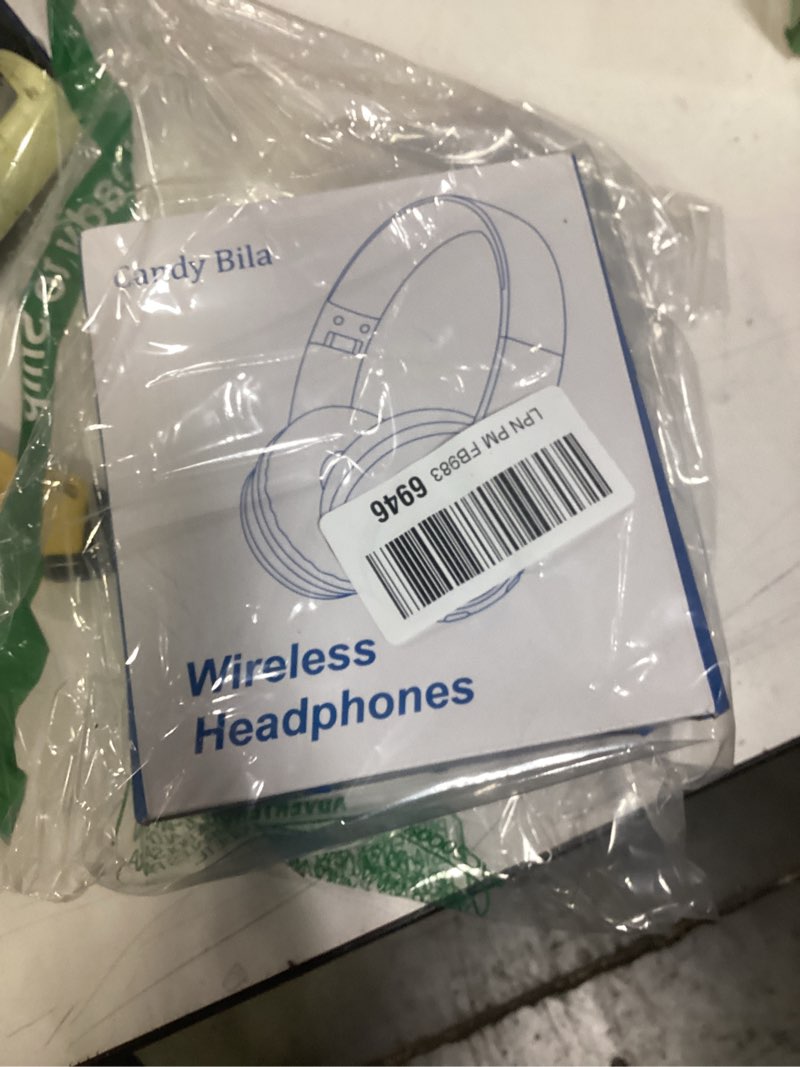 Candy Bila
LPN PM FB983 6946
Wireless
Headphones